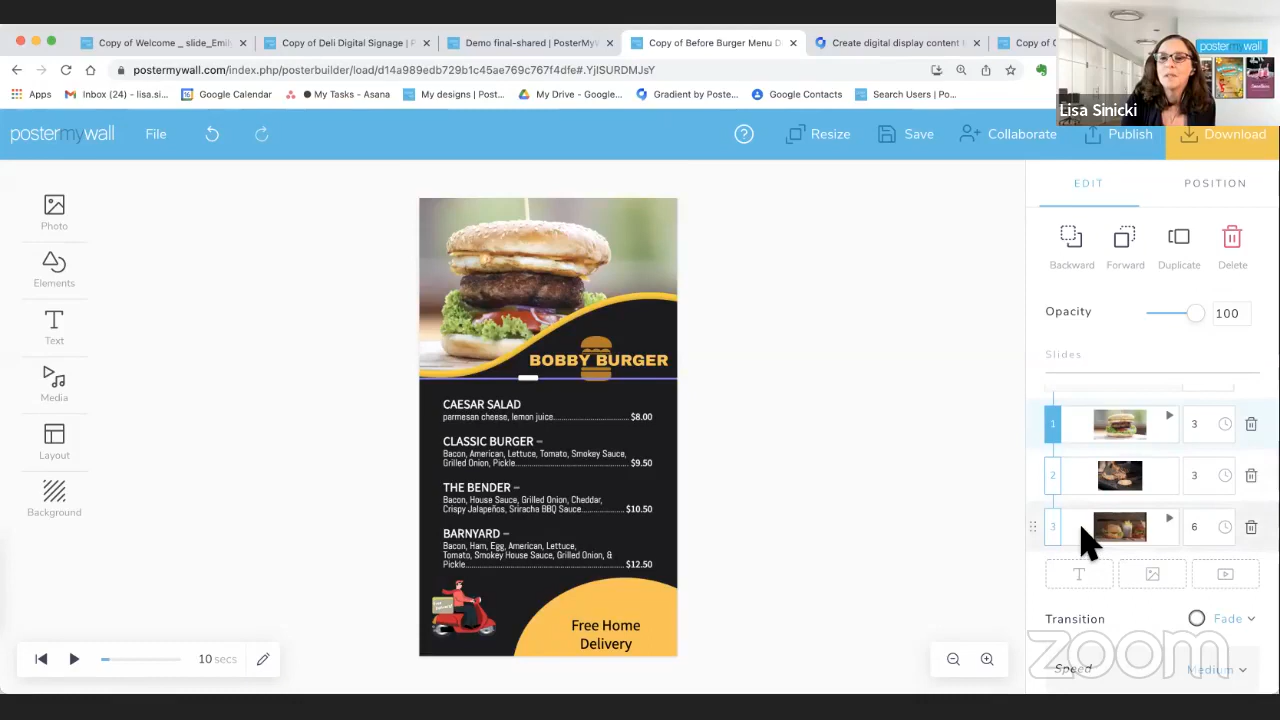 Copy of Welcome _ slide_Emil
Copy of Deli Digital Signage | P
Demo final-shared | PosterMyWa
Copy of Before Burger Menu D
Create digital display content f
Copy of C
postermywall.com/index.php/posterbuilder/load/d14a989edb729b1c45ae769c767f4dfe#.YjISURDMJsY
Apps
Inbox (24) - lisa.si...
Google Calendar
My Tasks - Asana
My designs | Post...
My Drive - Google...
Gradient by Poste...
Google Contacts
Search Users | Po...
postermywall
Lisa Sinicki
postermywall
File
Resize
Save
Collaborate
Publish
Download
Photo
Elements
Text
Media
Layout
Background
BOBBY BURGER
CAESAR SALAD
parmesan cheese, lemon juice.......................... $8.00
CLASSIC BURGER –
Bacon, American, Lettuce, Tomato, Smokey Sauce,
Grilled Onion, Pickle........................................ $9.50
THE BENDER –
Bacon, House Sauce, Grilled Onion, Cheddar,
Crispy Jalapeños, Sriracha BBQ Sauce............... $10.50
BARNYARD –
Bacon, Ham, Egg, American, Lettuce,
Tomato, Smokey House Sauce, Grilled Onion, &
Pickle.......................................................... $12.50
Free Home
Delivery
10 secs
EDIT
POSITION
Backward
Forward
Duplicate
Delete
Opacity
100
Slides
1
3
2
3
3
6
T
Transition
Fade
Speed
Medium
zoom